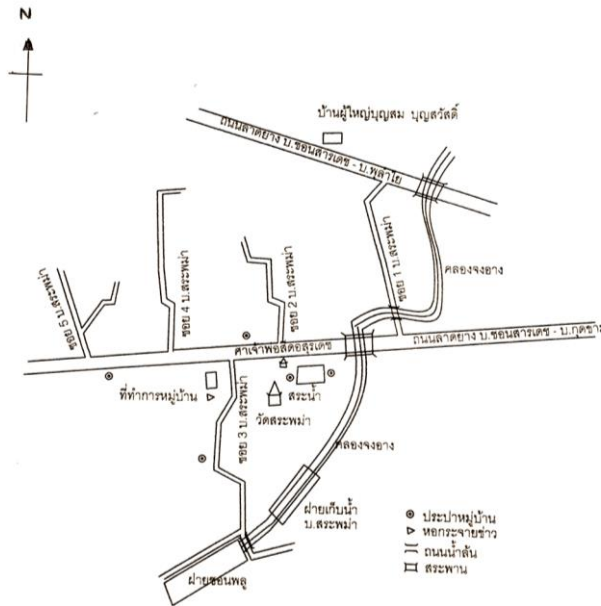 N
บ้านผู้ใหญ่บุญสม บุญสวัสดิ์
ถนนลาดยาง บ.ซอนสารเดช - บ.พุลำไย
ซอย 1 บ.สระพม่า
คลองจงอาง
ซอย 4 บ.สระพม่า
ซอย 2 บ.สระพม่า
ซอย 5 บ.สระพม่า
ศาเจ้าพ่อสีดอสุรเดช
ถนนลาดยาง บ.ซอนสารเดช - บ.กุดชาง
ที่ทำการหมู่บ้าน
ซอย 3 บ.สระพม่า
สระน้ำ
วัดสระพม่า
คลองจงอาง
ฝายเก็บน้ำ
บ.สระพม่า
ฝายซอนพลู
ประปาหมู่บ้าน
หอกระจายข่าว
ถนนน้ำล้น
สะพาน